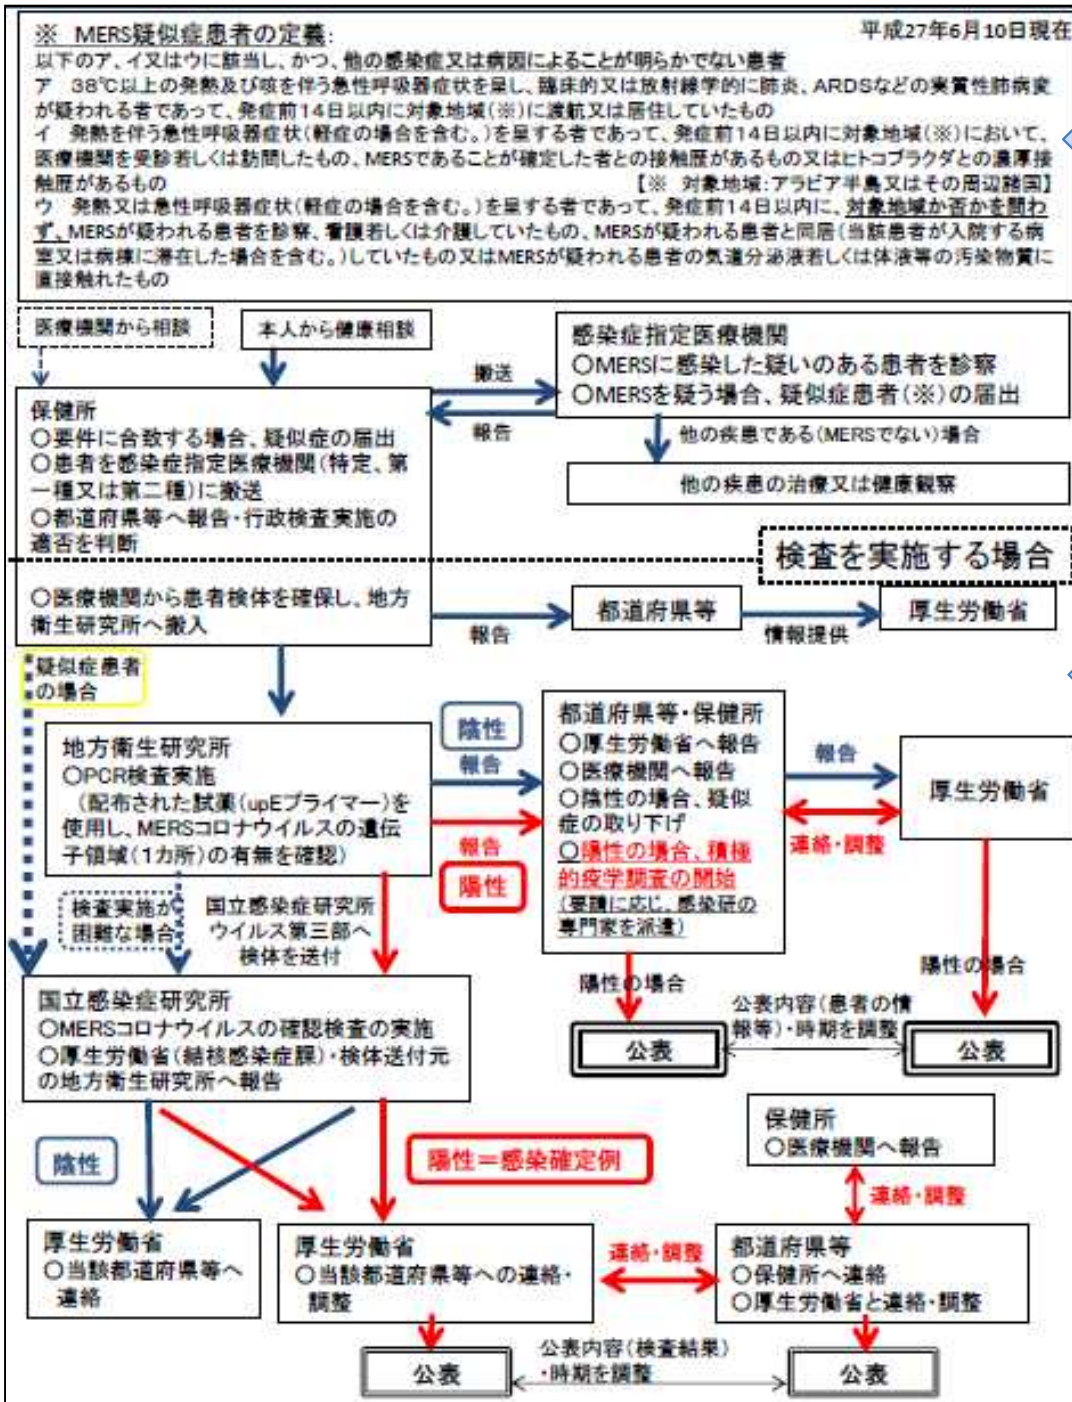 ※ MERS疑似症患者の定義:
平成27年6月10日現在
以下のア、イ又はウに該当し、かつ、他の感染症又は病因によることが明らかでない患者
ア 38℃以上の発熱及び咳を伴う急性呼吸器症状を呈し、臨床的又は放射線学的に肺炎、ARDSなどの実質性肺病変
が疑われる者であって、発症前14日以内に対象地域(※)に渡航又は居住していたもの
イ 発熱を伴う急性呼吸器症状(軽症の場合を含む。)を呈する者であって、発症前14日以内に対象地域(※)において、
医療機関を受診若しくは訪問したもの、MERSであることが確定した者との接触歴があるもの又はヒトコブラクダとの濃厚接
触歴があるもの
【※ 対象地域:アラビア半島又はその周辺諸国】
ウ 発熱又は急性呼吸器症状(軽症の場合を含む。)を呈する者であって、発症前14日以内に、対象地域か否かを問わ
ず、MERSが疑われる患者を診察、看護若しくは介護していたもの、MERSが疑われる患者と同居(当該患者が入院する病
室又は病棟に滞在した場合を含む。)していたもの又はMERSが疑われる患者の気道分泌液若しくは体液等の汚染物質に
直接触れたもの
医療機関から相談
本人から健康相談
保健所
○要件に合致する場合、疑似症の届出
○患者を感染症指定医療機関(特定、第
一種又は第二種)に搬送
○都道府県等へ報告・行政検査実施の
適否を判断
○医療機関から患者検体を確保し、地方
衛生研究所へ搬入
搬送
報告
感染症指定医療機関
○MERSに感染した疑いのある患者を診察
○MERSを疑う場合、疑似症患者(※)の届出
他の疾患である(MERSでない)場合
他の疾患の治療又は健康観察
検査を実施する場合
報告
都道府県等
情報提供
厚生労働省
疑似症患者
の場合
地方衛生研究所
○PCR検査実施
(配布された試薬(upEプライマー)を
使用し、MERSコロナウイルスの遺伝
子領域(1カ所)の有無を確認)
陰性
報告
報告
陽性
都道府県等・保健所
○厚生労働省へ報告
○医療機関へ報告
○陰性の場合、疑似
症の取り下げ
○陽性の場合、積極
的疫学調査の開始
(要請に応じ、感染研の
専門家を派遣)
報告
連絡・調整
厚生労働省
検査実施が
困難な場合
国立感染症研究所
ウイルス第三部へ
検体を送付
陽性の場合
陽性の場合
公表
公表内容(患者の情
報等)・時期を調整
公表
国立感染症研究所
○MERSコロナウイルスの確認検査の実施
○厚生労働省(結核感染症課)・検体送付元
の地方衛生研究所へ報告
陰性
陽性=感染確定例
保健所
○医療機関へ報告
連絡・調整
厚生労働省
○当該都道府県等へ
連絡
厚生労働省
○当該都道府県等への連絡・
調整
連絡・調整
都道府県等
○保健所へ連絡
○厚生労働省と連絡・調整
公表
公表内容(検査結果)
・時期を調整
公表